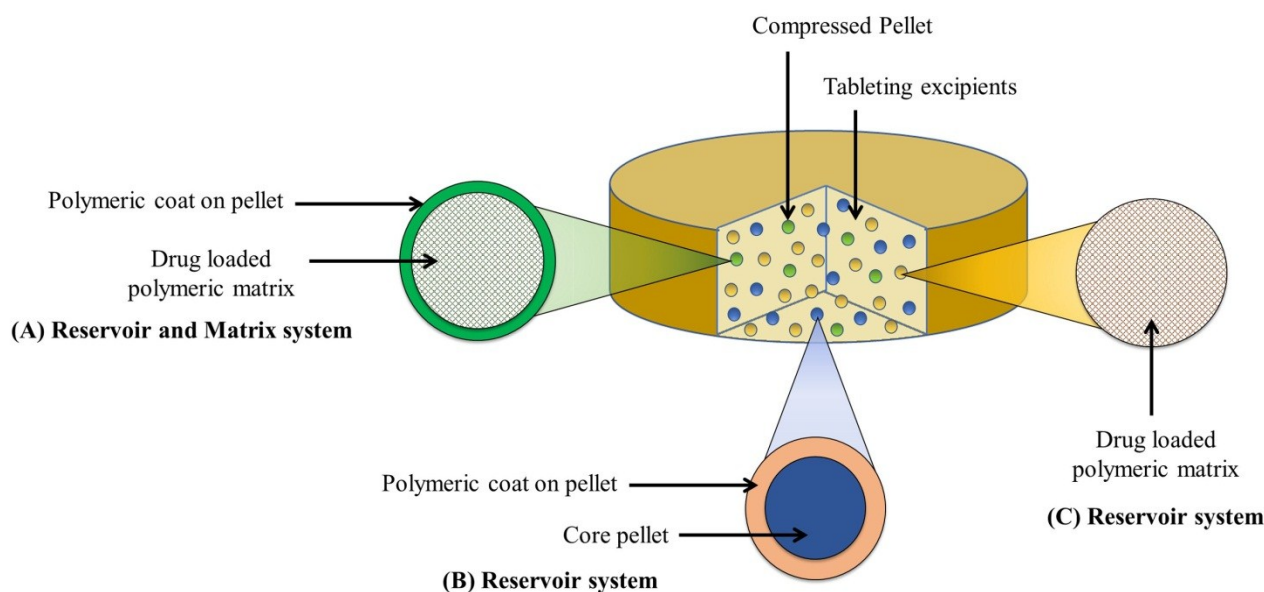 Compressed Pellet
Tableting excipients
Polymeric coat on pellet
Drug loaded
polymeric matrix
(A) Reservoir and Matrix system
Polymeric coat on pellet
Core pellet
(B) Reservoir system
Drug loaded
polymeric matrix
(C) Reservoir system